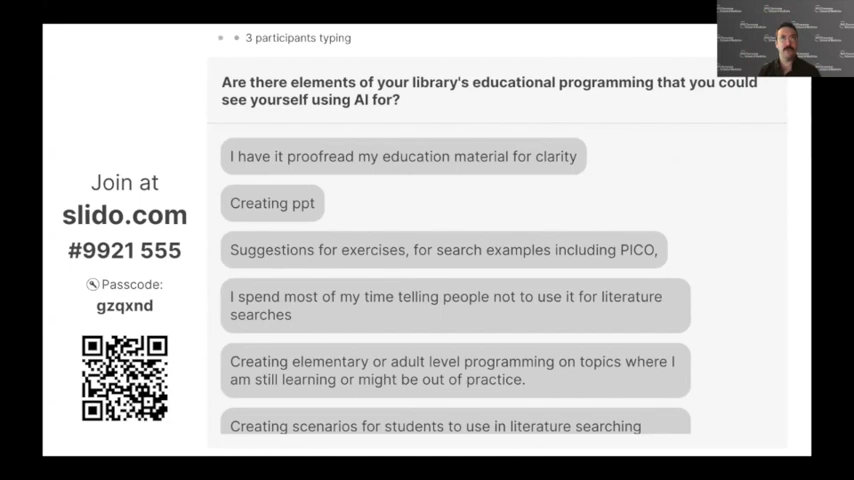 3 participants typing
Are there elements of your library's educational programming that you could
see yourself using AI for?
I have it proofread my education material for clarity
Creating ppt
Suggestions for exercises, for search examples including PICO,
I spend most of my time telling people not to use it for literature
searches
Creating elementary or adult level programming on topics where I
am still learning or might be out of practice.
Creating scenarios for students to use in literature searching
Join at
slido.com
#9921 555
Passcode:
gzqxnd